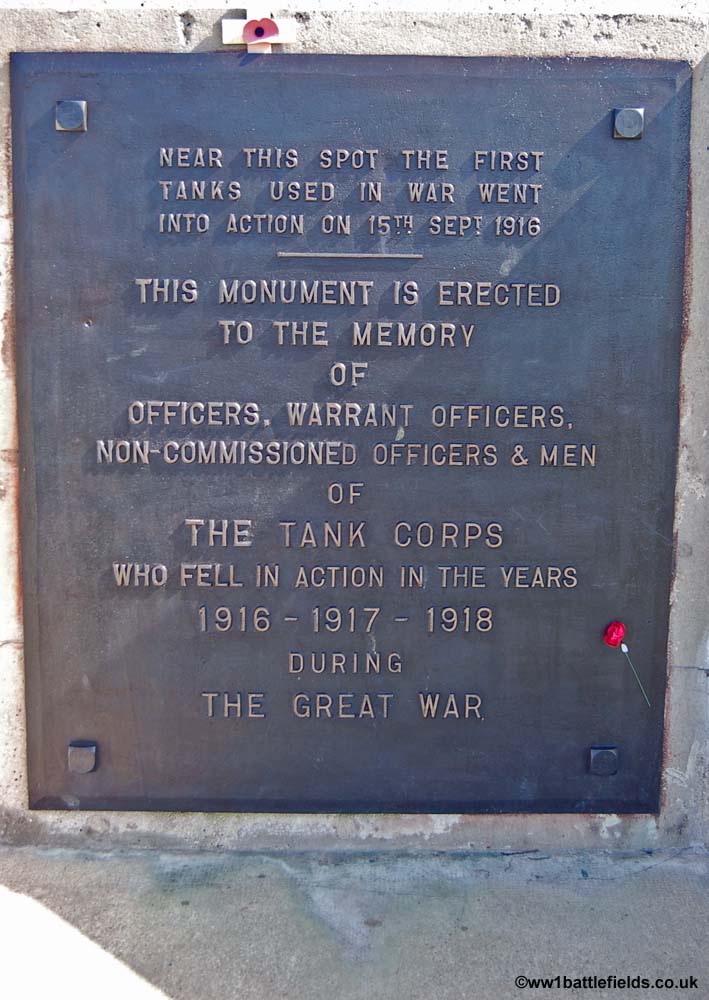 NEAR THIS SPOT THE FIRST
TANKS USED IN WAR WENT
INTO ACTION ON 15TH SEPT 1916
THIS MONUMENT IS ERECTED
TO THE MEMORY
OF
OFFICERS, WARRANT OFFICERS,
NON-COMMISSIONED OFFICERS & MEN
OF
THE TANK CORPS
WHO FELL IN ACTION IN THE YEARS
1916 - 1917 - 1918
DURING
THE GREAT WAR
©ww1battlefields.co.uk